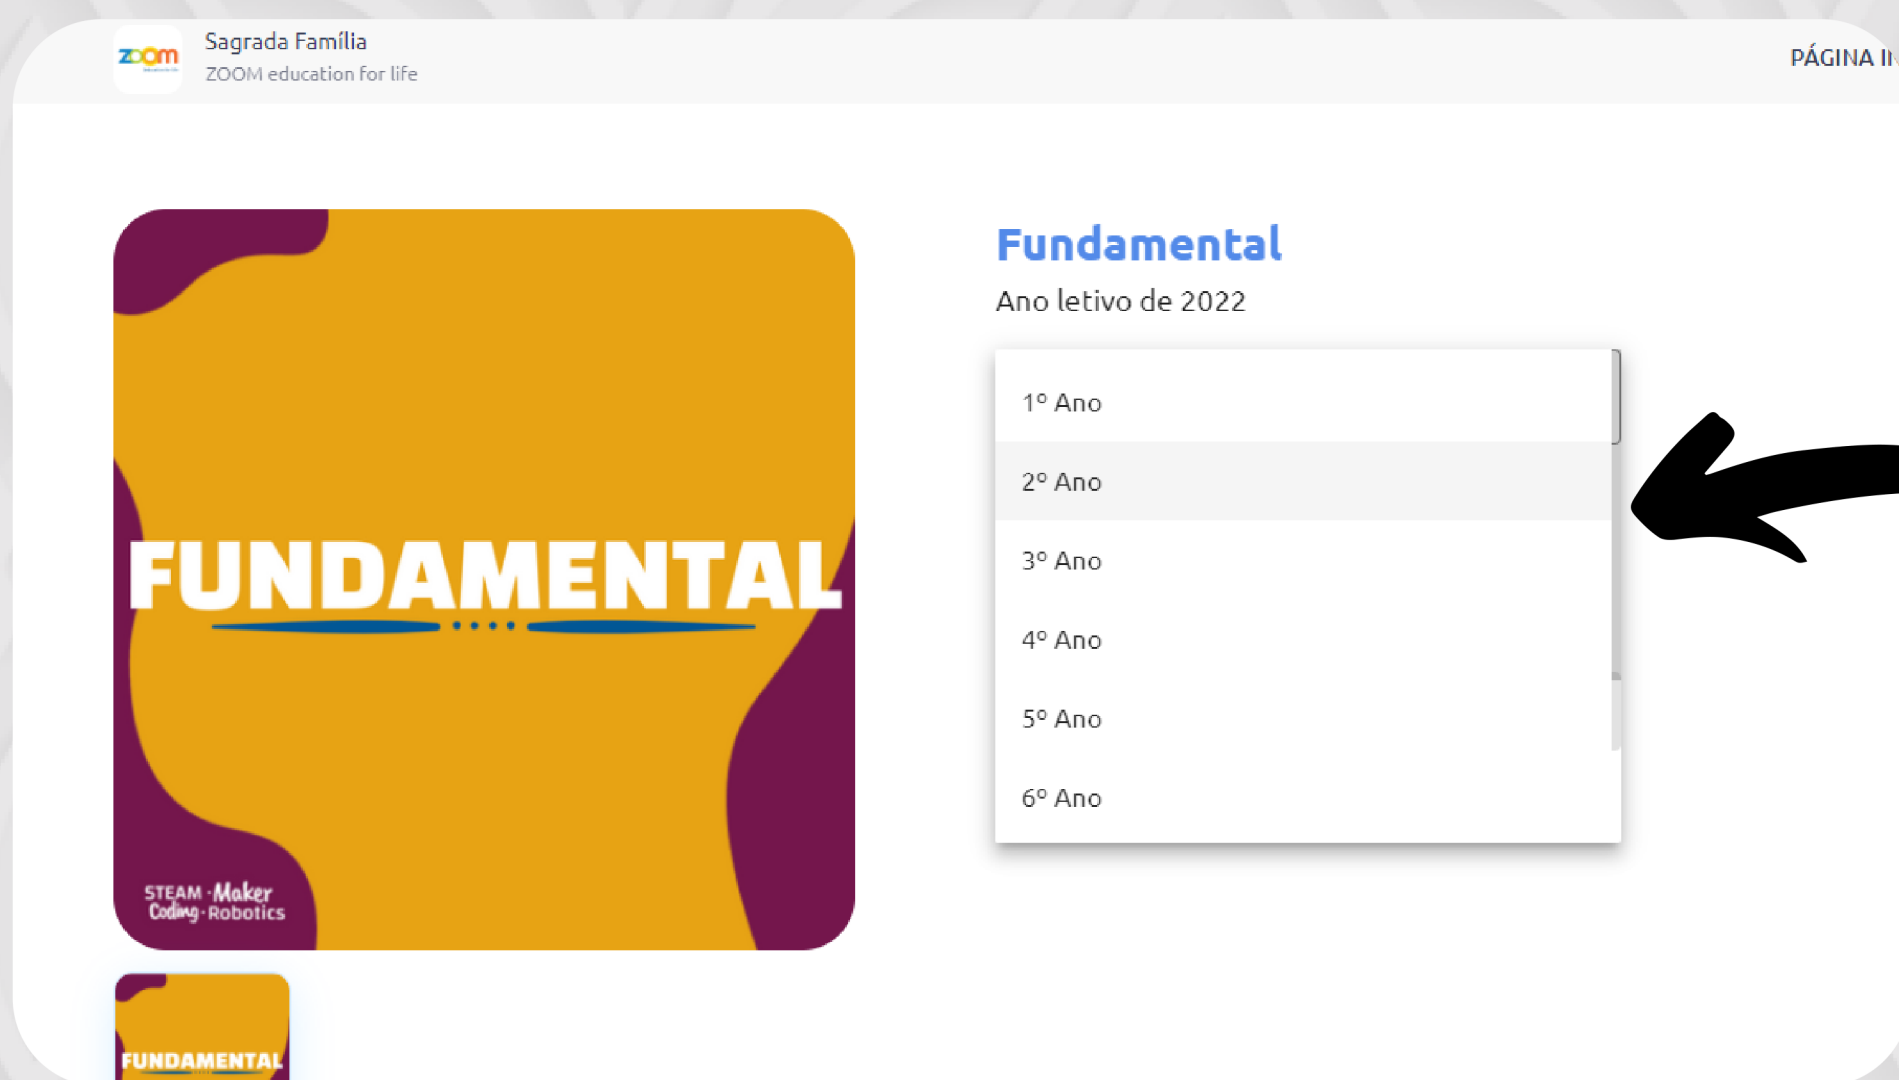 zoom
Sagrada Família
ZOOM education for life
PÁGINA
Fundamental
Ano letivo de 2022
1º Ano
2º Ano
3º Ano
4º Ano
5º Ano
6º Ano
FUNDAMENTAL
STEAM · Maker
Coding · Robotics
FUNDAMENTAL